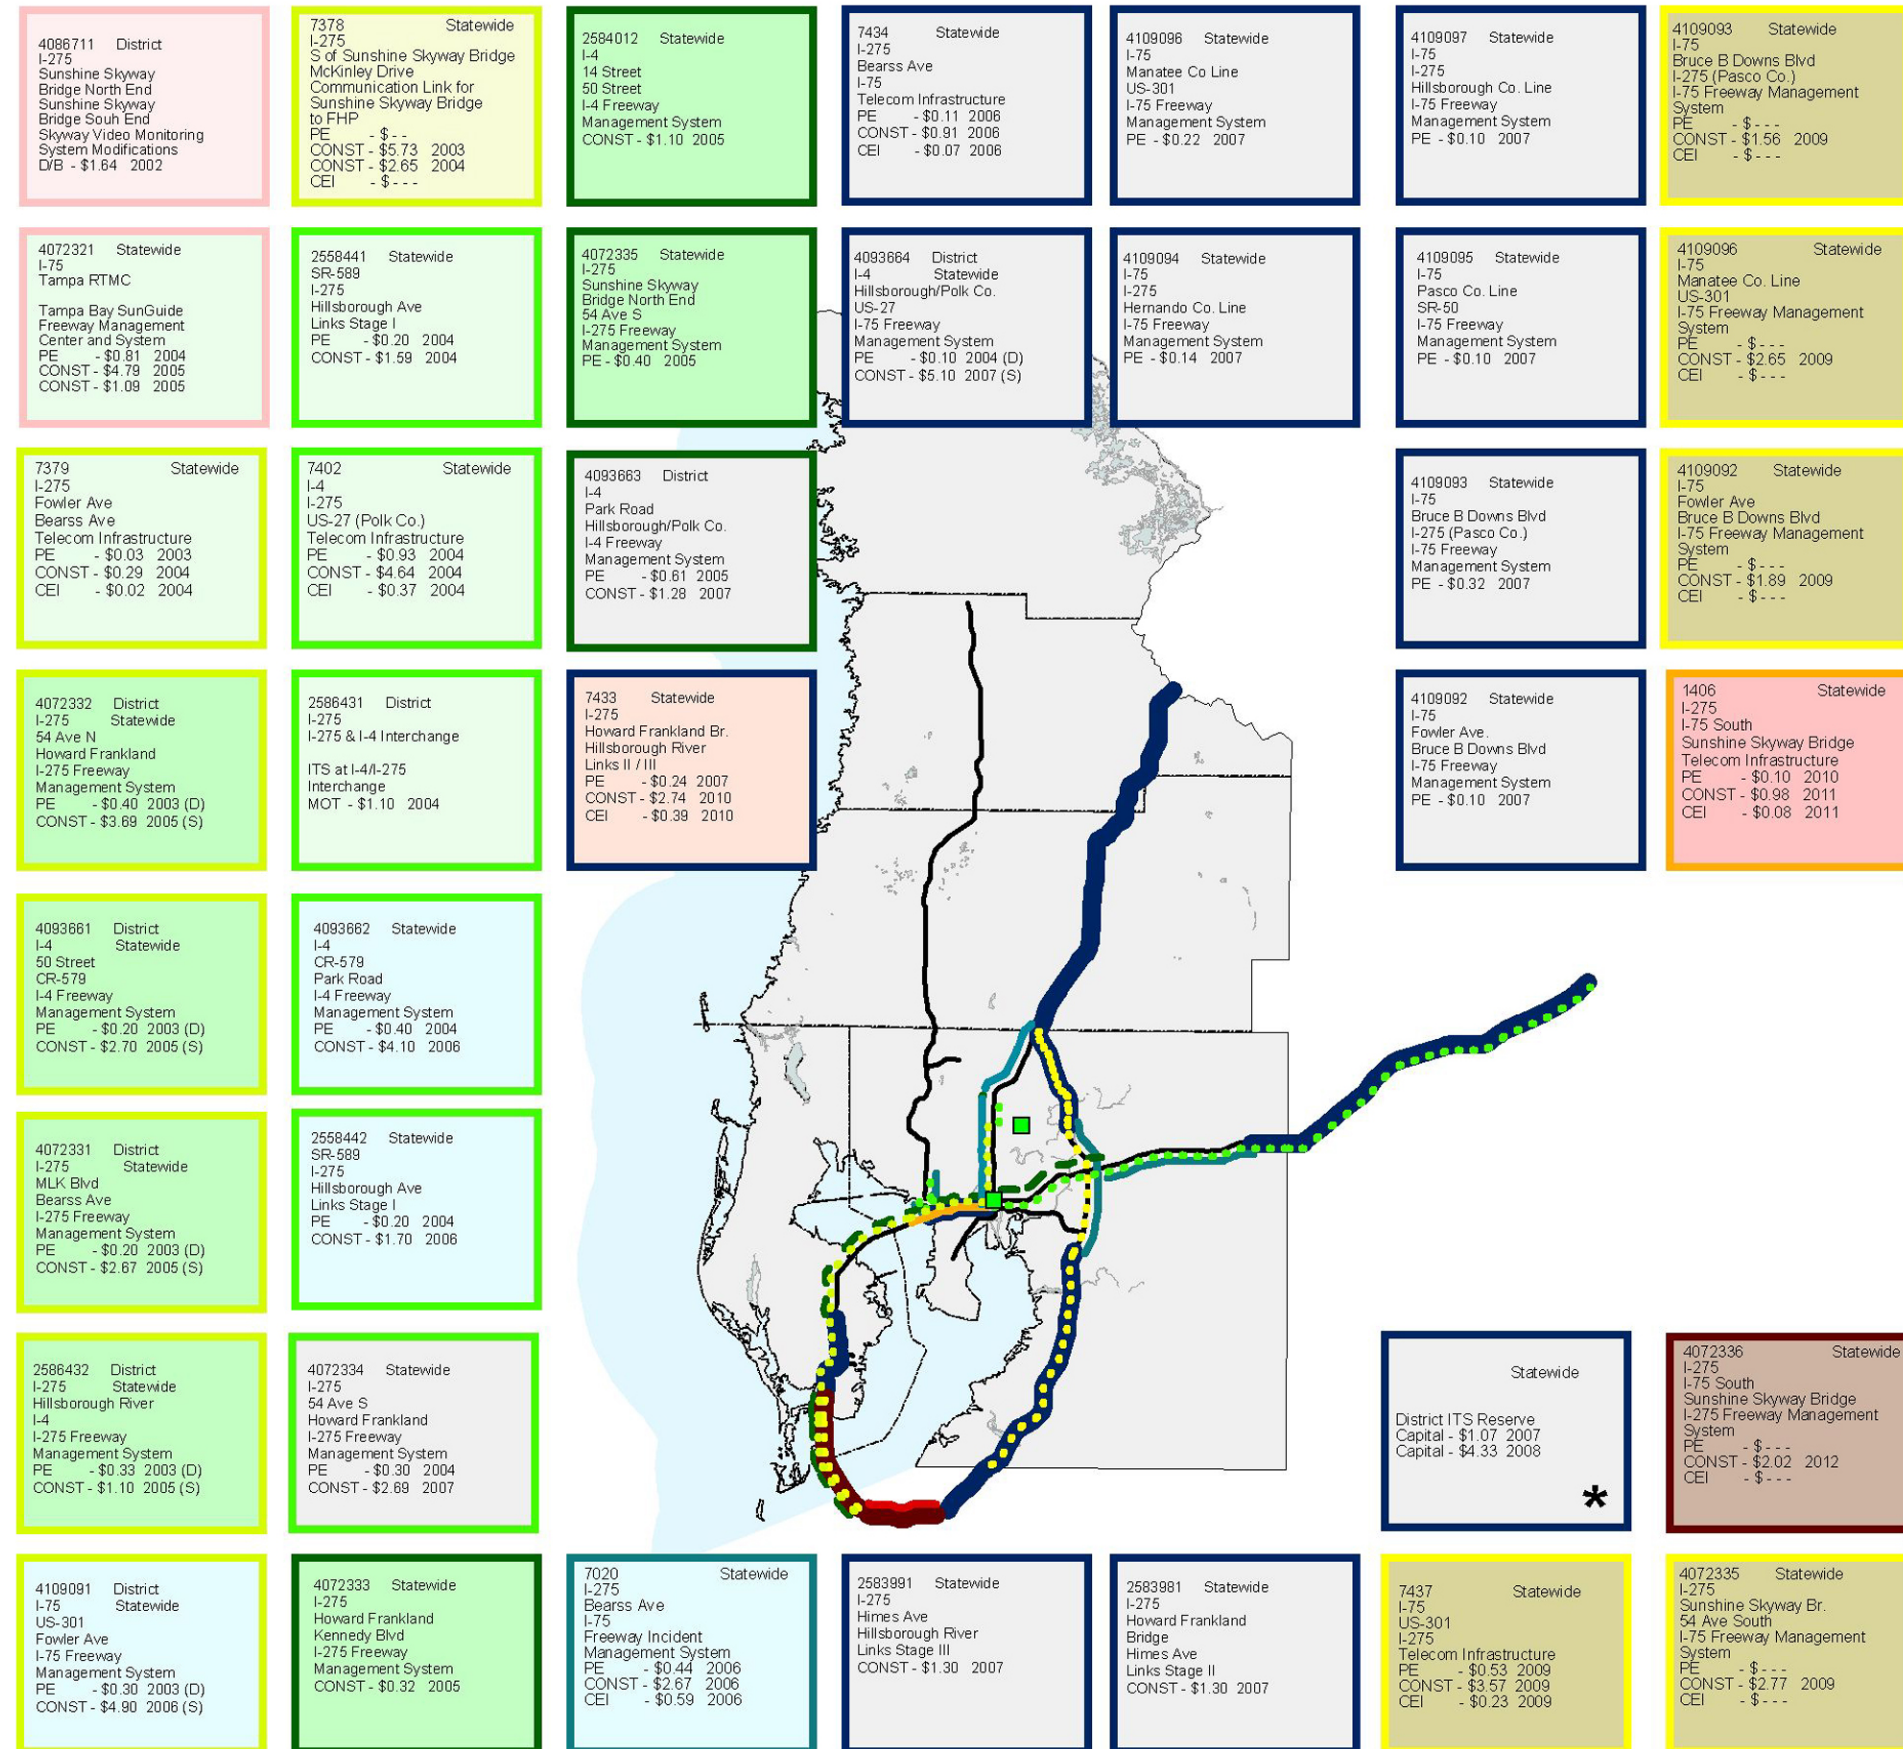 4086711 District
I-275
Sunshine Skyway
Bridge North End
Sunshine Skyway
Bridge Souh End
Skyway Video Monitoring
System Modifications
D/B - $1.64 2002
7378 Statewide
I-275
S of Sunshine Skyway Bridge
McKinley Drive
Communication Link for
Sunshine Skyway Bridge
to FHP
PE - $- -
CONST - $5.73 2003
CONST - $2.65 2004
CEI - $- - -
2584012 Statewide
I-4
14 Street
50 Street
I-4 Freeway
Management System
CONST - $1.10 2005
7434 Statewide
I-275
Bearss Ave
I-75
Telecom Infrastructure
PE - $0.11 2006
CONST - $0.91 2006
CEI - $0.07 2006
4109096 Statewide
I-75
Manatee Co Line
US-301
I-75 Freeway
Management System
PE - $0.22 2007
4109097 Statewide
I-75
I-275
Hillsborough Co. Line
I-75 Freeway
Management System
PE - $0.10 2007
4109093 Statewide
I-75
Bruce B Downs Blvd
I-275 (Pasco Co.)
I-75 Freeway Management
System
PE - $- - -
CONST - $1.56 2009
CEI - $- - -
4072321 Statewide
I-75
Tampa RTMC
Tampa Bay SunGuide
Freeway Management
Center and System
PE - $0.81 2004
CONST - $4.79 2005
CONST - $1.09 2005
2558441 Statewide
SR-589
I-275
Hillsborough Ave
Links Stage I
PE - $0.20 2004
CONST - $1.59 2004
4072335 Statewide
I-275
Sunshine Skyway
Bridge North End
54 Ave S
I-275 Freeway
Management System
PE - $0.40 2005
4093664 District
I-4 Statewide
Hillsborough/Polk Co.
US-27
I-75 Freeway
Management System
PE - $0.10 2004 (D)
CONST - $5.10 2007 (S)
4109094 Statewide
I-75
I-275
Hernando Co. Line
I-75 Freeway
Management System
PE - $0.14 2007
4109095 Statewide
I-75
Pasco Co. Line
SR-50
I-75 Freeway
Management System
PE - $0.10 2007
4109096 Statewide
I-75
Manatee Co. Line
US-301
I-75 Freeway Management
System
PE - $- - -
CONST - $2.65 2009
CEI - $- - -
7379 Statewide
I-275
Fowler Ave
Bearss Ave
Telecom Infrastructure
PE - $0.03 2003
CONST - $0.29 2004
CEI - $0.02 2004
7402 Statewide
I-4
I-275
US-27 (Polk Co.)
Telecom Infrastructure
PE - $0.93 2004
CONST - $4.64 2004
CEI - $0.37 2004
4093663 District
I-4
Park Road
Hillsborough/Polk Co.
I-4 Freeway
Management System
PE - $0.61 2005
CONST - $1.28 2007
4109093 Statewide
I-75
Bruce B Downs Blvd
I-275 (Pasco Co.)
I-75 Freeway
Management System
PE - $0.32 2007
4109092 Statewide
I-75
Fowler Ave
Bruce B Downs Blvd
I-75 Freeway Management
System
PE - $- - -
CONST - $1.89 2009
CEI - $- - -
4072332 District
I-275 Statewide
54 Ave N
Howard Frankland
I-275 Freeway
Management System
PE - $0.40 2003 (D)
CONST - $3.69 2005 (S)
2586431 District
I-275
I-275 & I-4 Interchange
ITS at I-4/I-275
Interchange
MOT - $1.10 2004
7433 Statewide
I-275
Howard Frankland Br.
Hillsborough River
Links II / III
PE - $0.24 2007
CONST - $2.74 2010
CEI - $0.39 2010
4109092 Statewide
I-75
Fowler Ave.
Bruce B Downs Blvd
I-75 Freeway
Management System
PE - $0.10 2007
1406 Statewide
I-275
I-75 South
Sunshine Skyway Bridge
Telecom Infrastructure
PE - $0.10 2010
CONST - $0.98 2011
CEI - $0.08 2011
4093661 District
I-4 Statewide
50 Street
CR-579
I-4 Freeway
Management System
PE - $0.20 2003 (D)
CONST - $2.70 2005 (S)
4093662 Statewide
I-4
CR-579
Park Road
I-4 Freeway
Management System
PE - $0.40 2004
CONST - $4.10 2006
4072331 District
I-275 Statewide
MLK Blvd
Bearss Ave
I-275 Freeway
Management System
PE - $0.20 2003 (D)
CONST - $2.67 2005 (S)
2558442 Statewide
SR-589
I-275
Hillsborough Ave
Links Stage I
PE - $0.20 2004
CONST - $1.70 2006
2586432 District
I-275 Statewide
Hillsborough River
I-4
I-275 Freeway
Management System
PE - $0.33 2003 (D)
CONST - $1.10 2005 (S)
4072334 Statewide
I-275
54 Ave S
Howard Frankland
I-275 Freeway
Management System
PE - $0.30 2004
CONST - $2.69 2007
Statewide
District ITS Reserve
Capital - $1.07 2007
Capital - $4.33 2008
*
4072336 Statewide
I-275
I-75 South
Sunshine Skyway Bridge
I-275 Freeway Management
System
PE - $- - -
CONST - $2.02 2012
CEI - $- - -
4109091 District
I-75 Statewide
US-301
Fowler Ave
I-75 Freeway
Management System
PE - $0.30 2003 (D)
CONST - $4.90 2006 (S)
4072333 Statewide
I-275
Howard Frankland
Kennedy Blvd
I-275 Freeway
Management System
CONST - $0.32 2005
7020 Statewide
I-275
Bearss Ave
I-75
Freeway Incident
Management System
PE - $0.44 2006
CONST - $2.67 2006
CEI - $0.59 2006
2583991 Statewide
I-275
Himes Ave
Hillsborough River
Links Stage III
CONST - $1.30 2007
2583981 Statewide
I-275
Howard Frankland
Bridge
Himes Ave
Links Stage II
CONST - $1.30 2007
7437 Statewide
I-75
US-301
I-275
Telecom Infrastructure
PE - $0.53 2009
CONST - $3.57 2009
CEI - $0.23 2009
4072335 Statewide
I-275
Sunshine Skyway Br.
54 Ave South
I-75 Freeway Management
System
PE - $- - -
CONST - $2.77 2009
CEI - $- - -